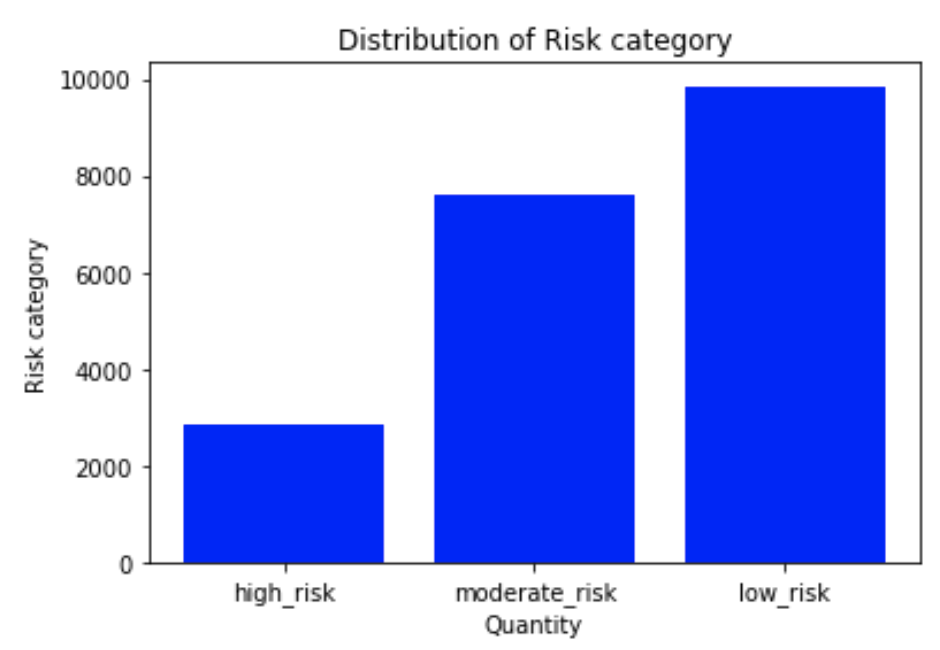 Distribution of Risk category
10000
8000
6000
4000
2000
0
Risk category
high_risk moderate_risk low_risk
Quantity